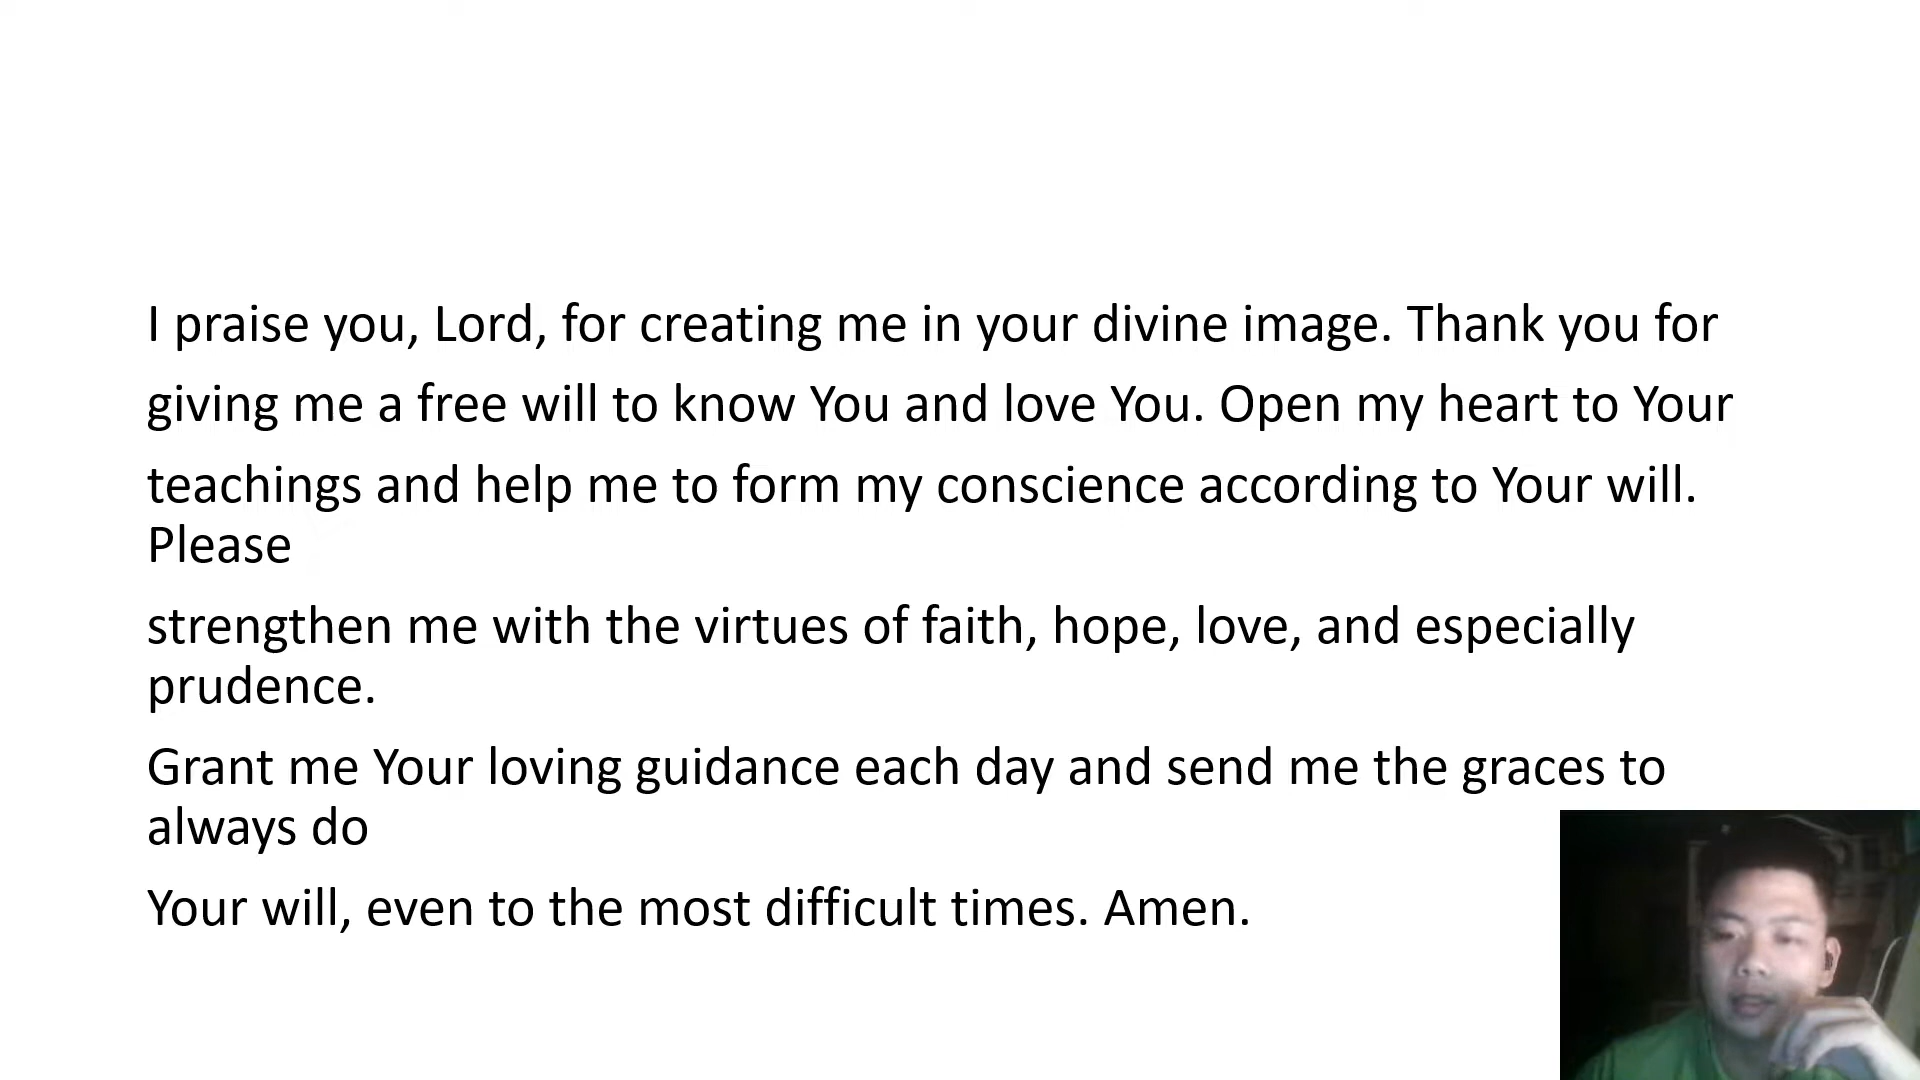 I praise you, Lord, for creating me in your divine image. Thank you for
giving me a free will to know You and love You. Open my heart to Your
teachings and help me to form my conscience according to Your will.
Please
strengthen me with the virtues of faith, hope, love, and especially
prudence.
Grant me Your loving guidance each day and send me the graces to
always do
Your will, even to the most difficult times. Amen.